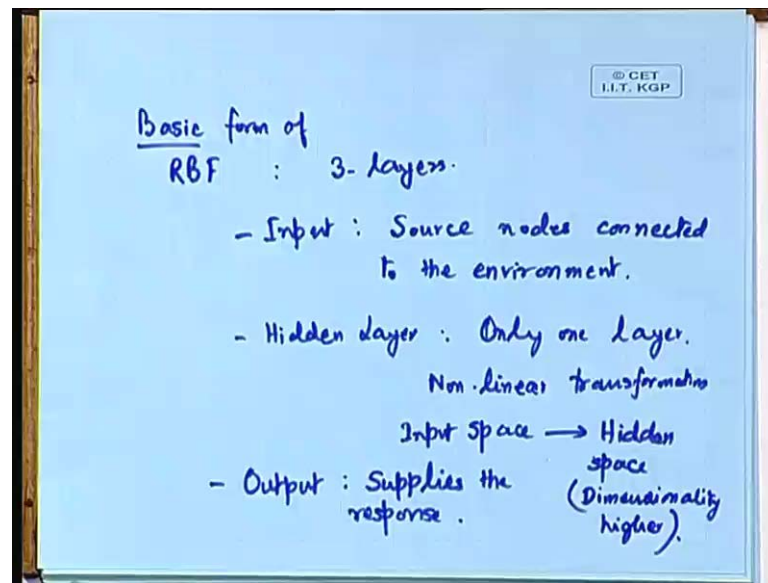 © CET
I.I.T. KGP
Basic form of
RBF : 3- Layers.
- Input : Source nodes connected
to the environment.
- Hidden Layer : Only one layer.
Non-linear transformation
Input space → Hidden
space
(Dimensionality
higher).
- Output : Supplies the
response.